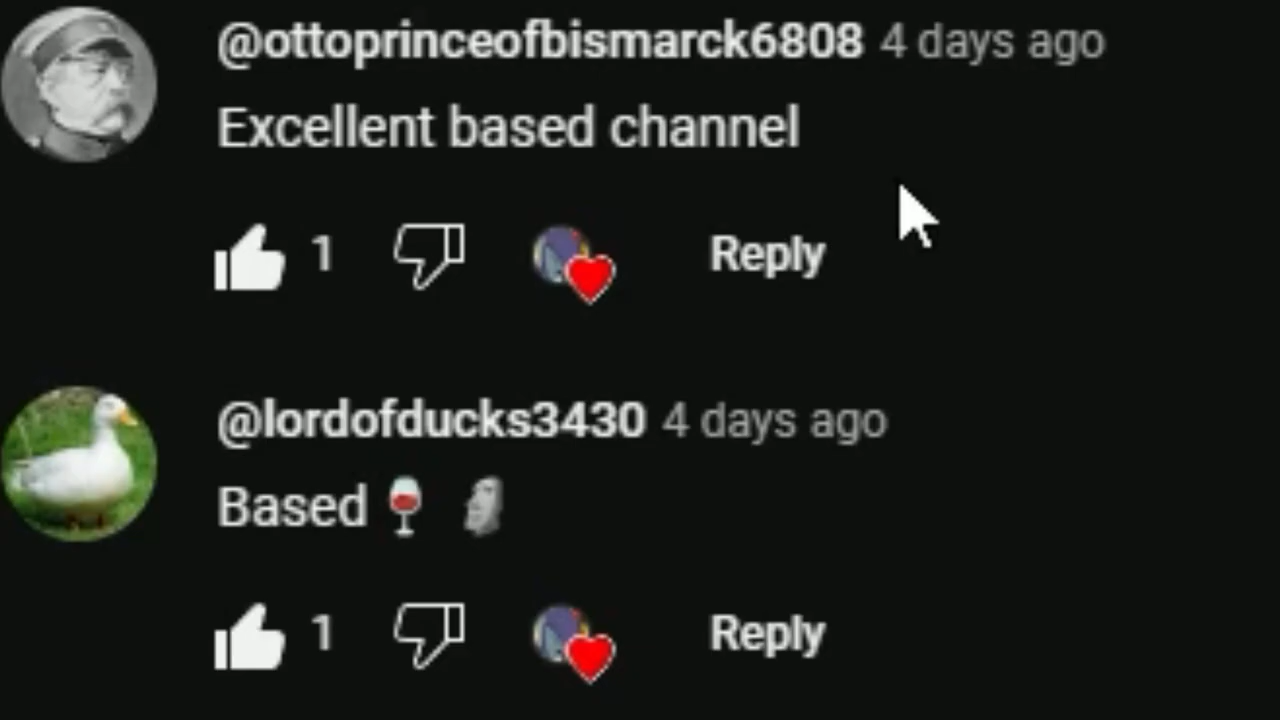 @ottoprinceofbismarck6808 4 days ago
Excellent based channel
1 Reply
@lordofducks3430 4 days ago
Based🍷 🗿
1 Reply